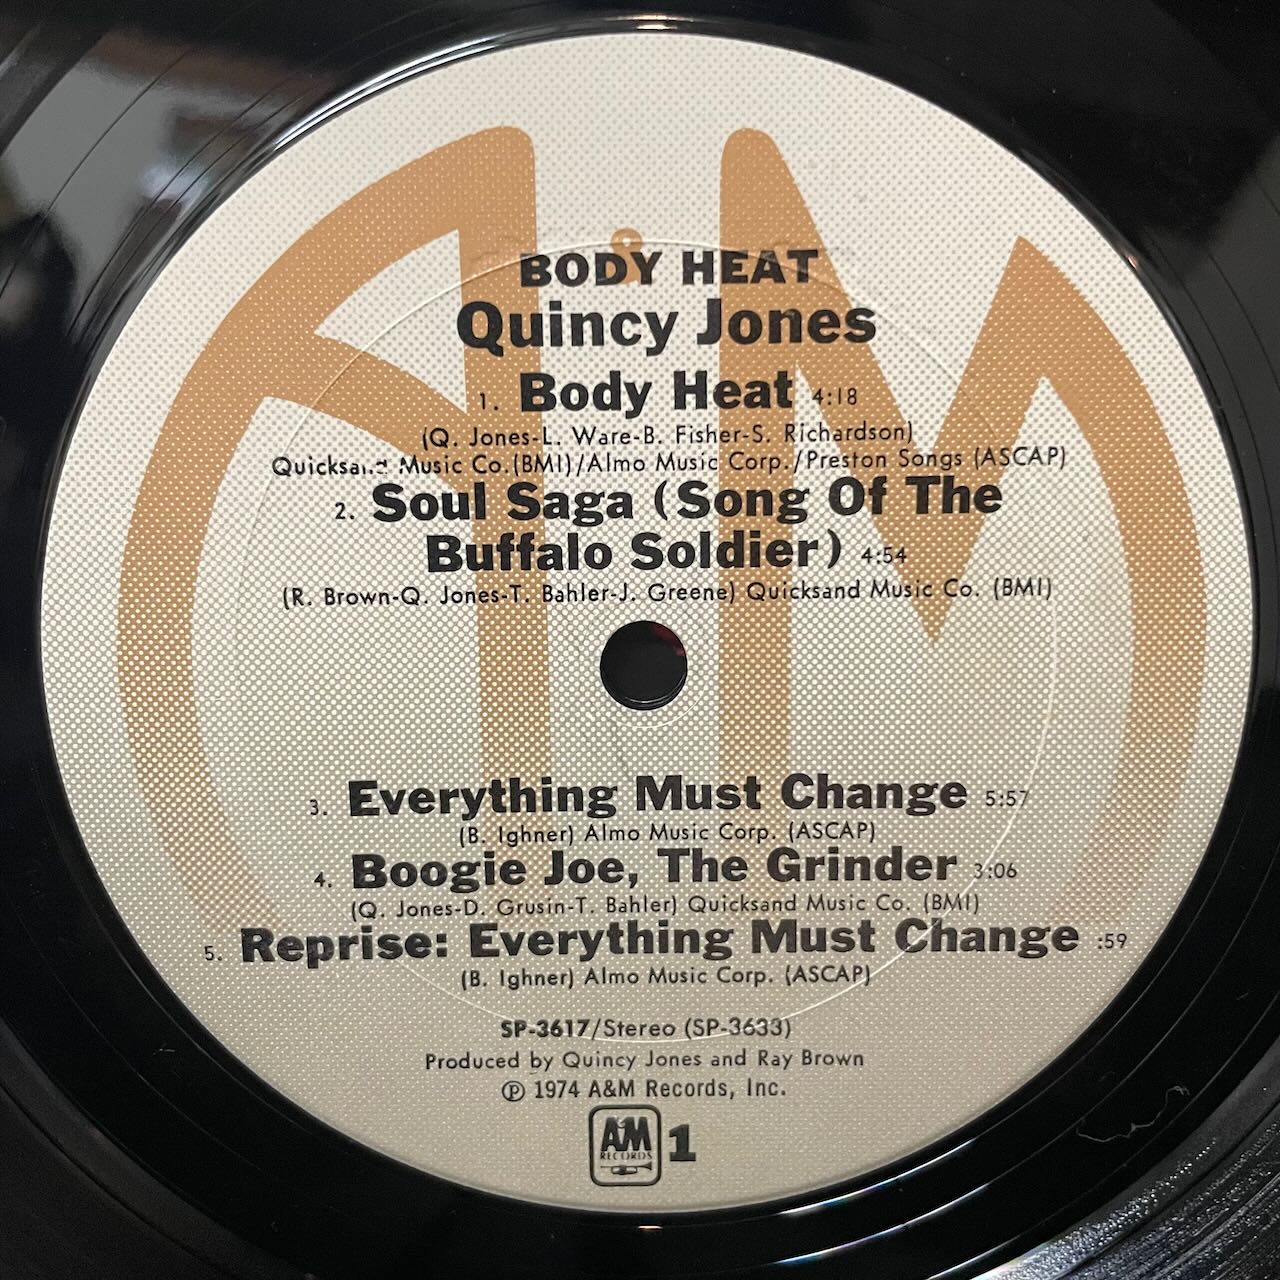 BODY HEAT
Quincy Jones
1. Body Heat 4:18
(Q. Jones-L. Ware-B. Fisher-S. Richardson)
Quicksand Music Co.(BMI)/Almo Music Corp./Preston Songs (ASCAP)
2. Soul Saga (Song Of The
Buffalo Soldier) 4:54
(R. Brown-Q. Jones-T. Bahler-J. Greene) Quicksand Music Co. (BMI)
3. Everything Must Change 5:57
(B. Ighner) Almo Music Corp. (ASCAP)
4. Boogie Joe, The Grinder 3:06
(Q. Jones-D. Grusin-T. Bahler) Quicksand Music Co. (BMI)
5. Reprise: Everything Must Change :59
(B. Ighner) Almo Music Corp. (ASCAP)
SP-3617/Stereo (SP-3633)
Produced by Quincy Jones and Ray Brown
℗ 1974 A&M Records, Inc.
A&M RECORDS 1